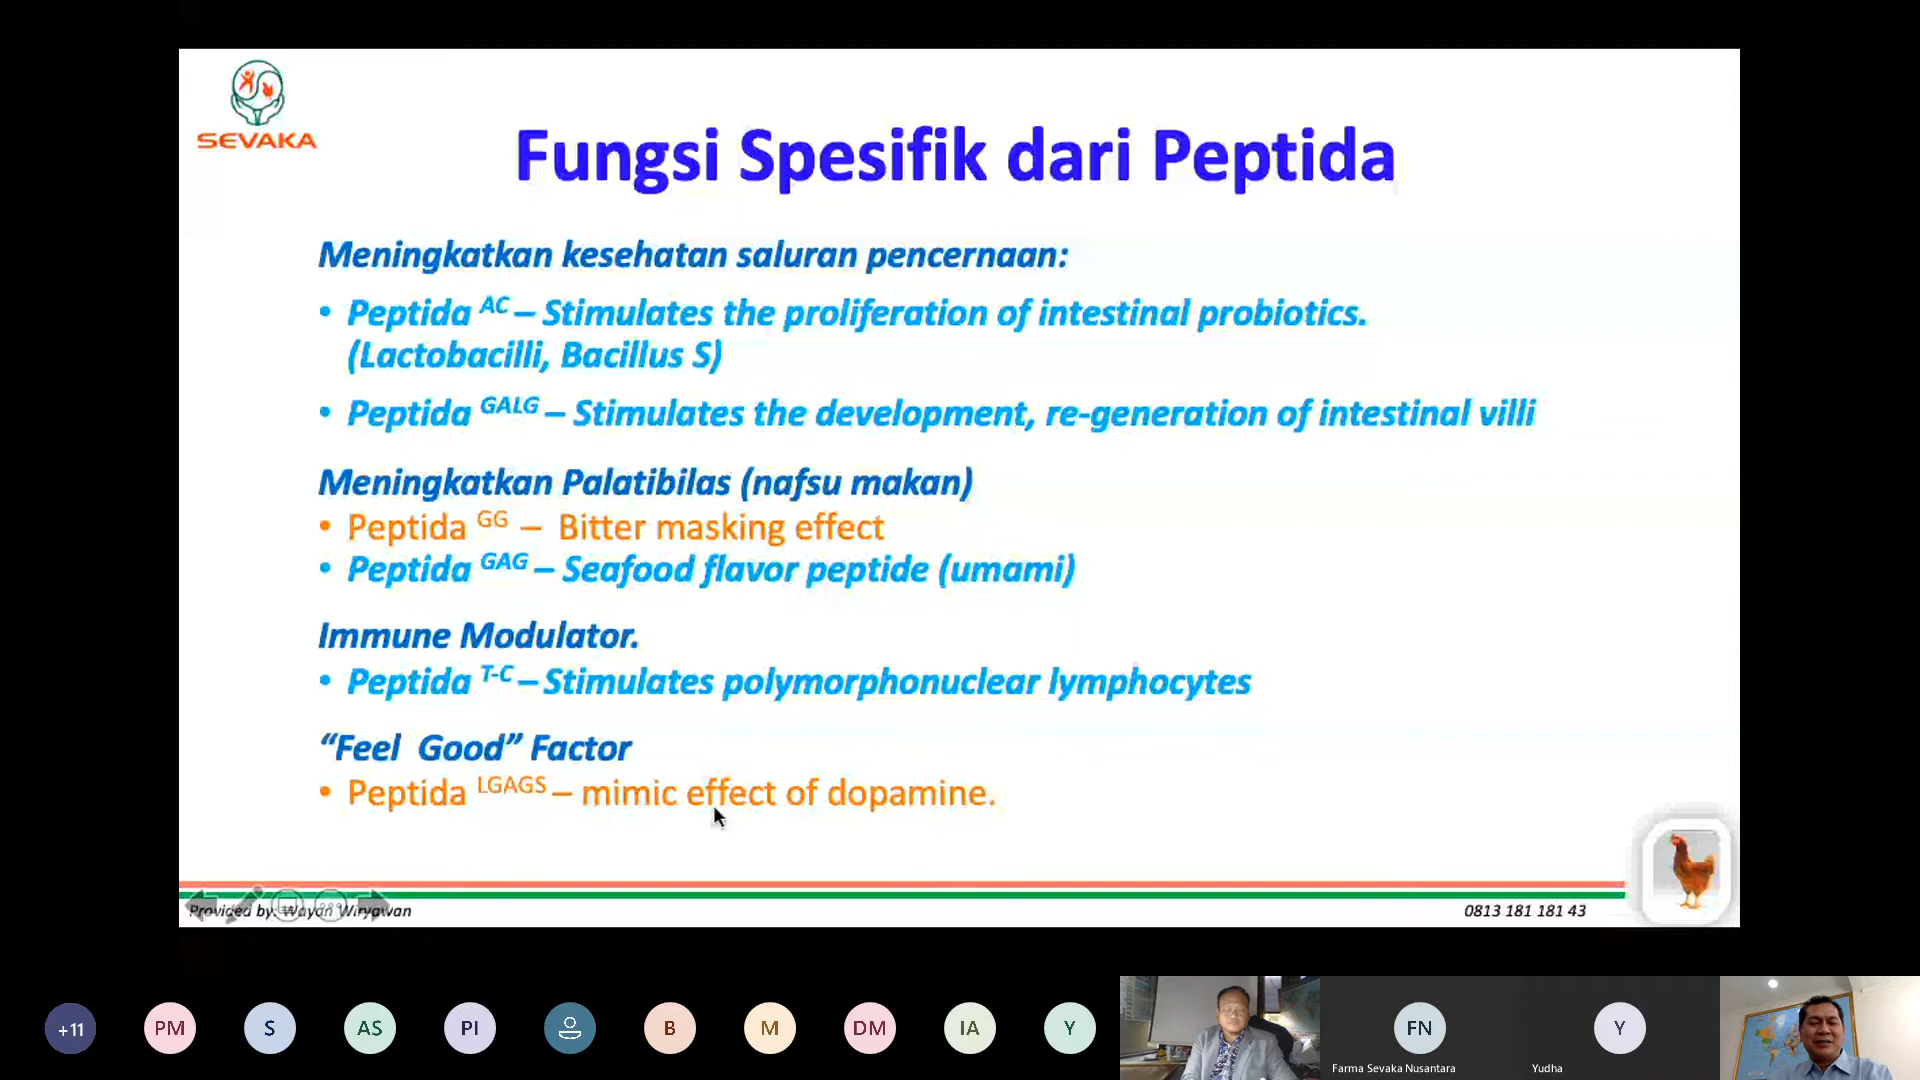 SEVAKA
Fungsi Spesifik dari Peptida
Meningkatkan kesehatan saluran pencernaan:
• Peptida AC – Stimulates the proliferation of intestinal probiotics.
(Lactobacilli, Bacillus S)
• Peptida GALG – Stimulates the development, re-generation of intestinal villi
Meningkatkan Palatibilas (nafsu makan)
• Peptida GG – Bitter masking effect
• Peptida GAG – Seafood flavor peptide (umami)
Immune Modulator.
• Peptida T-C – Stimulates polymorphonuclear lymphocytes
“Feel Good” Factor
• Peptida LGAGS – mimic effect of dopamine.
Provided by: Wayan Wiryawan
0813 181 181 43
+11
PM
S
AS
PI
B
M
DM
IA
Y
FN
Y
Farma Sevaka Nusantara
Yudha